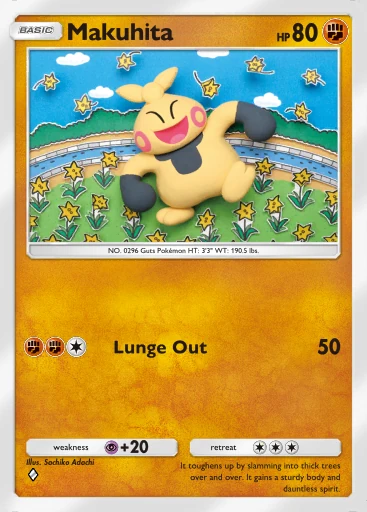 BASIC Makuhita HP 80
NO. 0296 Guts Pokémon HT: 3'3" WT: 190.5 lbs.
Lunge Out 50
weakness +20 retreat
Illus. Sachiko Adachi
It toughens up by slamming into thick trees
over and over. It gains a sturdy body and
dauntless spirit.